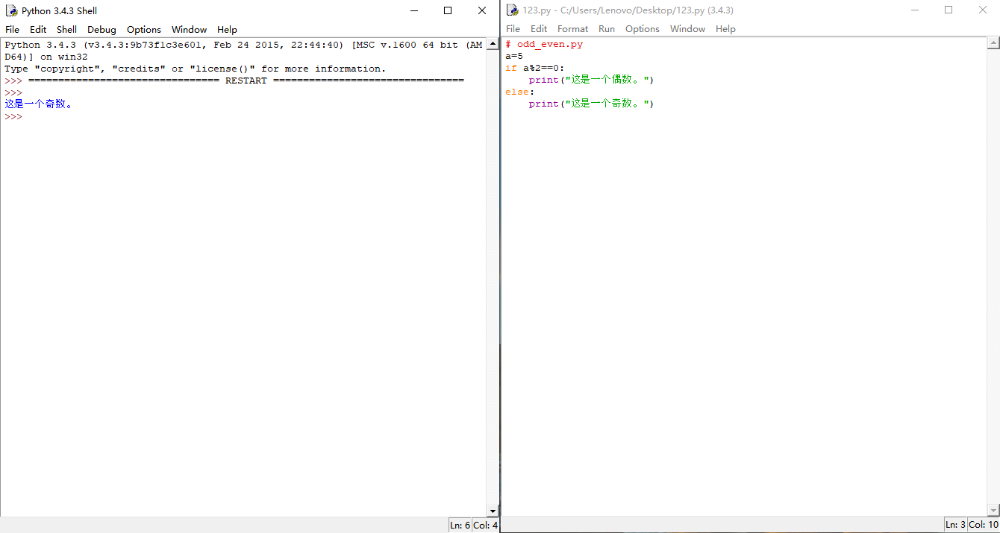 Python 3.4.3 Shell
File Edit Shell Debug Options Window Help
Python 3.4.3 (v3.4.3:9b73f1c3e601, Feb 24 2015, 22:44:40) [MSC v.1600 64 bit (AM
D64)] on win32
Type "copyright", "credits" or "license()" for more information.
>>> ================================ RESTART ================================
>>>
这是一个奇数。
>>>
Ln: 6 Col: 4
123.py - C:/Users/Lenovo/Desktop/123.py (3.4.3)
File Edit Format Run Options Window Help
# odd_even.py
a=5
if a%2==0:
    print("这是一个偶数。")
else:
    print("这是一个奇数。")
Ln: 3 Col: 10